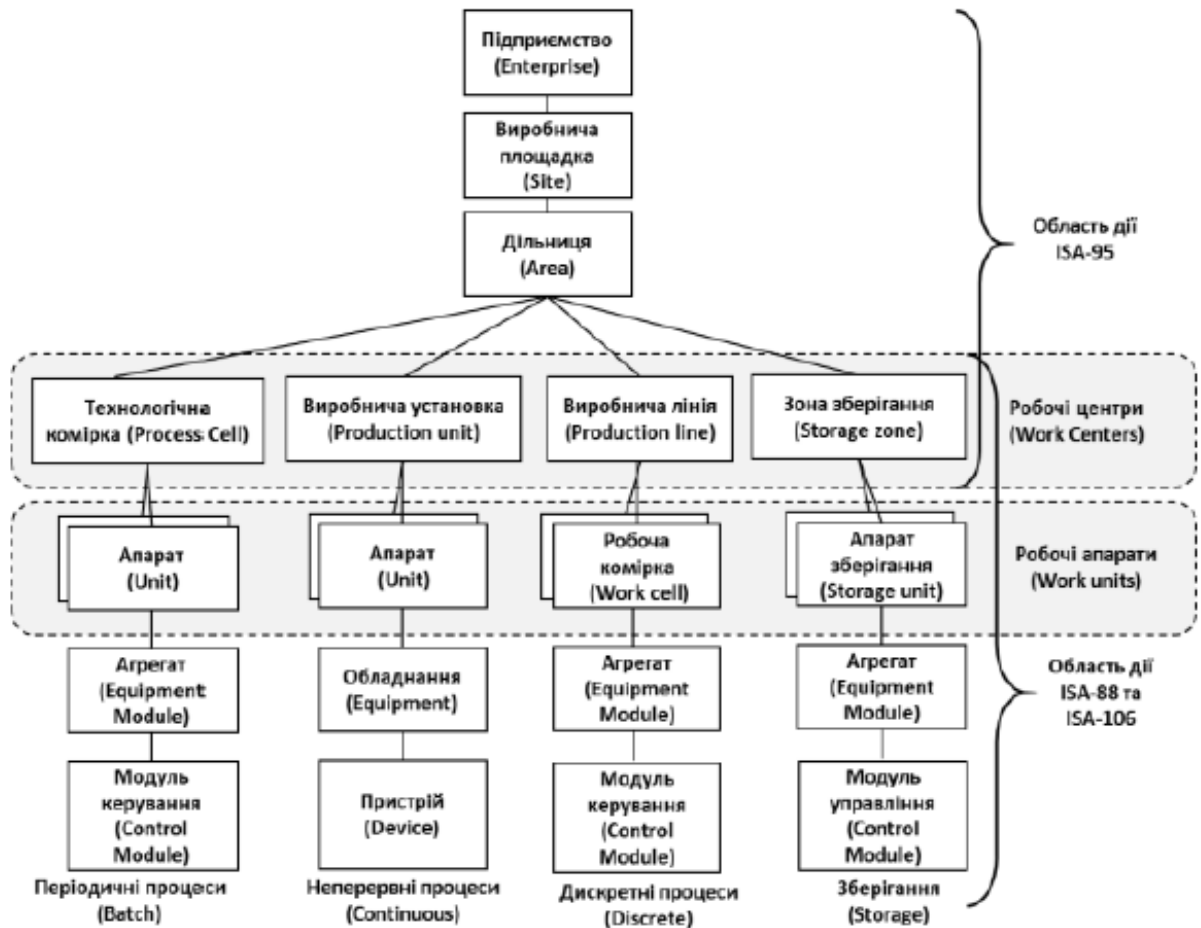 Підприємство
(Enterprise)
Виробнича
площадка
(Site)
Дільниця
(Area)
Область дії
ISA-95
Технологічна
комірка (Process Cell)
Виробнича установка
(Production unit)
Виробнича лінія
(Production line)
Зона зберігання
(Storage zone)
Робочі центри
(Work Centers)
Апарат
(Unit)
Апарат
(Unit)
Робоча
комірка
(Work cell)
Апарат
зберігання
(Storage unit)
Робочі апарати
(Work units)
Агрегат
(Equipment
Module)
Обладнання
(Equipment)
Агрегат
(Equipment
Module)
Агрегат
(Equipment
Module)
Область дії
ISA-88 та
ISA-106
Модуль
керування
(Control
Module)
Пристрій
(Device)
Модуль
керування
(Control
Module)
Модуль
управління
(Control
Module)
Періодичні процеси
(Batch)
Неперервні процеси
(Continuous)
Дискретні процеси
(Discrete)
Зберігання
(Storage)